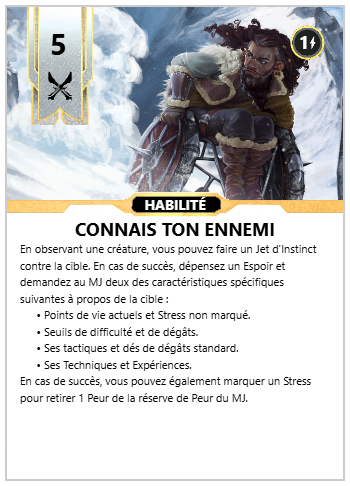 5
1
HABILITÉ
CONNAIS TON ENNEMI
En observant une créature, vous pouvez faire un Jet d'Instinct
contre la cible. En cas de succès, dépensez un Espoir et
demandez au MJ deux des caractéristiques spécifiques
suivantes à propos de la cible :
• Points de vie actuels et Stress non marqué.
• Seuils de difficulté et de dégâts.
• Ses tactiques et dés de dégâts standard.
• Ses Techniques et Expériences.
En cas de succès, vous pouvez également marquer un Stress
pour retirer 1 Peur de la réserve de Peur du MJ.